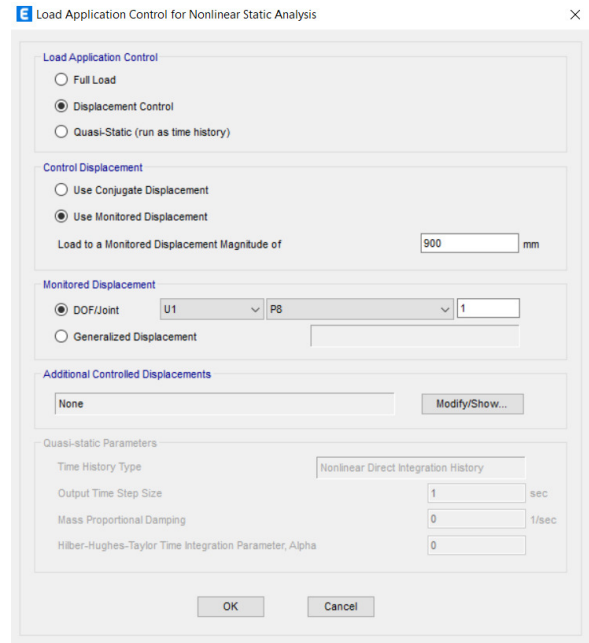 E Load Application Control for Nonlinear Static Analysis
Load Application Control
Full Load
Displacement Control
Quasi-Static (run as time history)
Control Displacement
Use Conjugate Displacement
Use Monitored Displacement
Load to a Monitored Displacement Magnitude of 900 mm
Monitored Displacement
DOF/Joint U1 P8 1
Generalized Displacement
Additional Controlled Displacements
None Modify/Show...
Quasi-static Parameters
Time History Type Nonlinear Direct Integration History
Output Time Step Size 1 sec
Mass Proportional Damping 0 1/sec
Hilber-Hughes-Taylor Time Integration Parameter, Alpha 0
OK Cancel